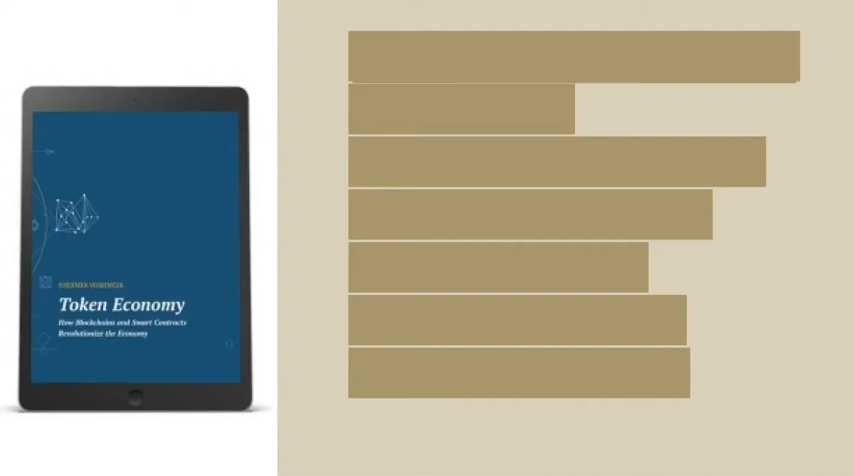 SHERMIN VOSHMGIR
Token Economy
How Blockchains and Smart Contracts
Revolutionize the Economy